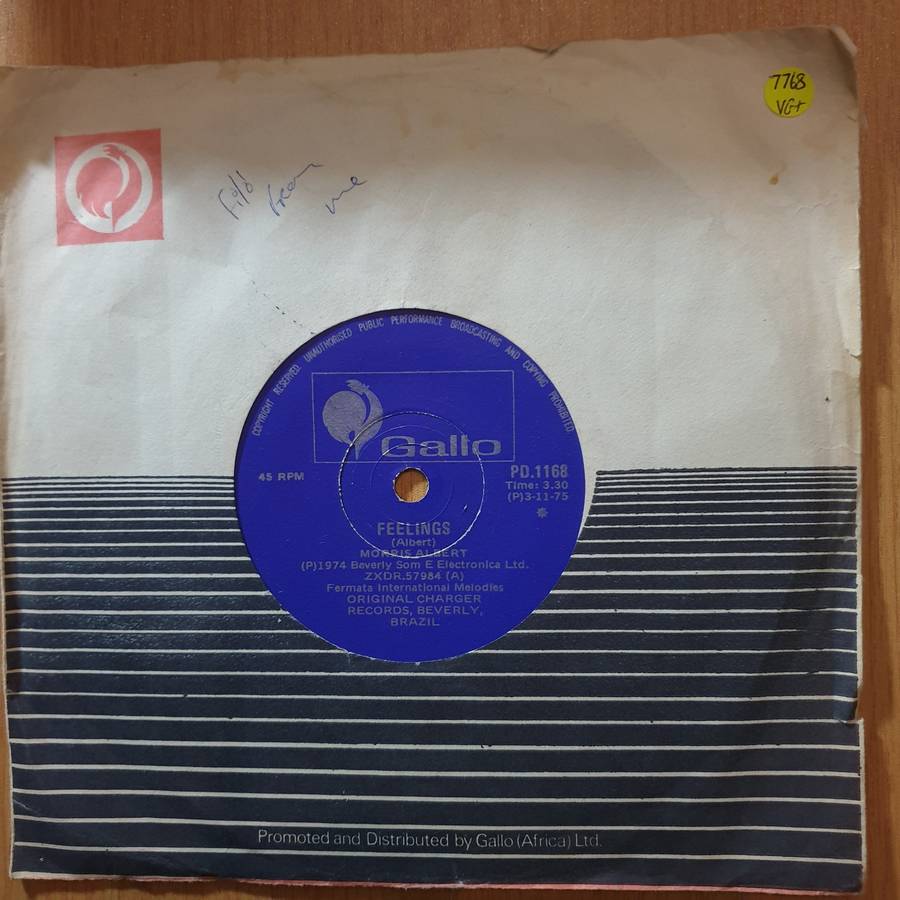 7768
VG+
me
COPYRIGHT RESERVED. UNAUTHORISED PUBLIC PERFORMANCE BROADCASTING AND COPYING PROHIBITED
Gallo
45 RPM
PD.1168
Time: 3.30
(P)3-11-75
*
FEELINGS
(Albert)
MORRIS ALBERT
(P)1974 Beverly Som E Electronica Ltd.
ZXDR.57984 (A)
Fermata International Melodies
ORIGINAL CHARGER
RECORDS, BEVERLY,
BRAZIL
Promoted and Distributed by Gallo (Africa) Ltd.